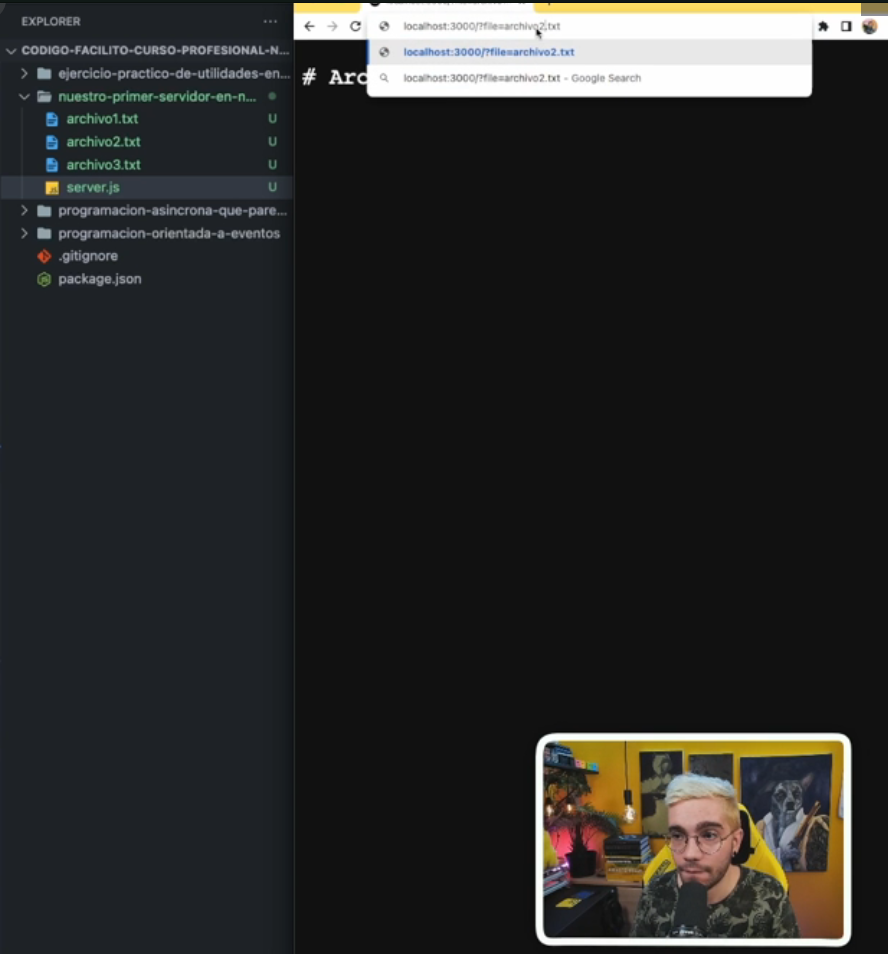 EXPLORER
CODIGO-FACILITO-CURSO-PROFESIONAL-N...
ejercicio-practico-de-utilidades-en...
nuestro-primer-servidor-en-n...
archivo1.txt U
archivo2.txt U
archivo3.txt U
JS server.js U
programacion-asincrona-que-pare...
programacion-orientada-a-eventos
.gitignore
package.json
localhost:3000/?file=archivo2.txt
localhost:3000/?file=archivo2.txt
localhost:3000/?file=archivo2.txt - Google Search
# Arc